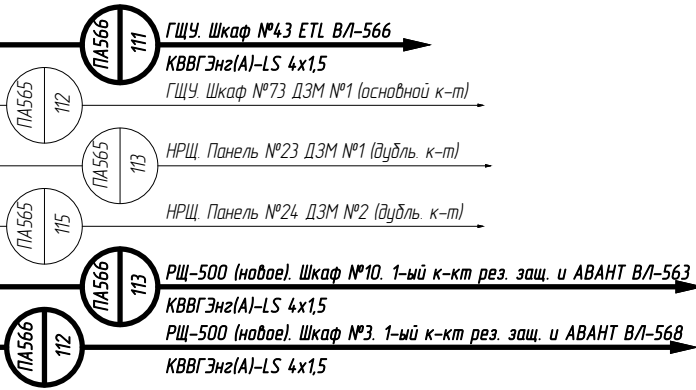 ПА566 111 ГЩУ. Шкаф №43 ETL ВЛ-566
КВВГЭнг(А)-LS 4х1,5
ПА565 112 ГЩУ. Шкаф №73 ДЗМ №1 (основной к-т)
ПА565 113 НРЩ. Панель №23 ДЗМ №1 (дубль. к-т)
ПА565 115 НРЩ. Панель №24 ДЗМ №2 (дубль. к-т)
ПА566 113 РЩ-500 (новое). Шкаф №10. 1-ый к-кт рез. защ. и АВАНТ ВЛ-563
КВВГЭнг(А)-LS 4х1,5
ПА566 112 РЩ-500 (новое). Шкаф №3. 1-ый к-кт рез. защ. и АВАНТ ВЛ-568
КВВГЭнг(А)-LS 4х1,5